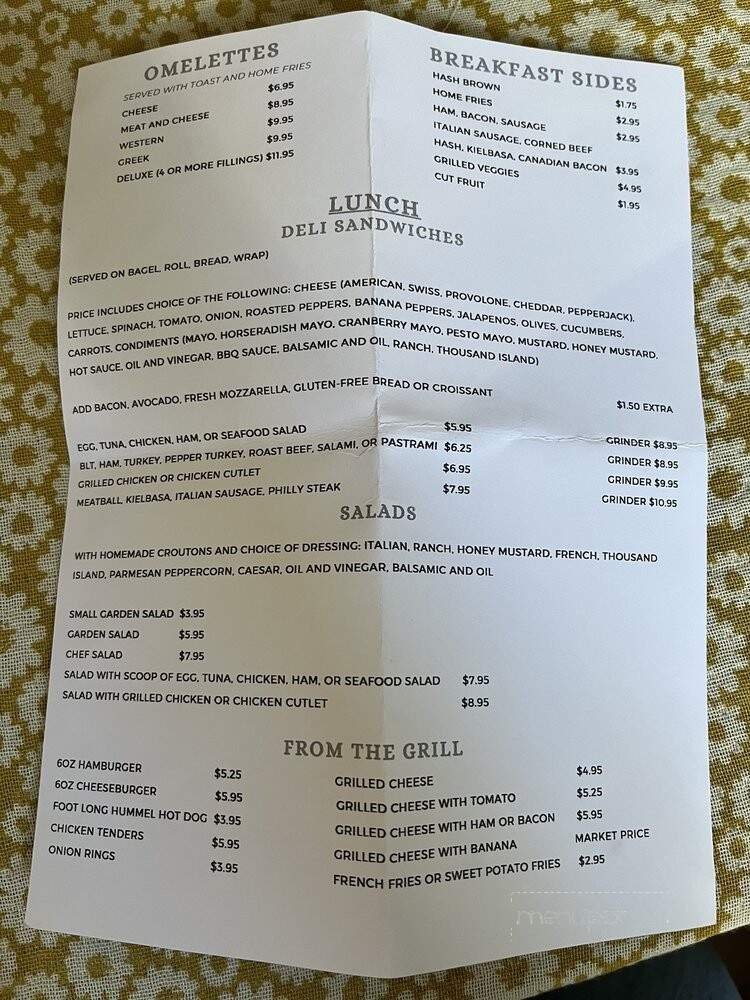 OMELETTES
SERVED WITH TOAST AND HOME FRIES
CHEESE $6.95
MEAT AND CHEESE $8.95
WESTERN $9.95
GREEK $9.95
DELUXE (4 OR MORE FILLINGS) $11.95
BREAKFAST SIDES
HASH BROWN $1.75
HOME FRIES $2.95
HAM, BACON, SAUSAGE $2.95
ITALIAN SAUSAGE, CORNED BEEF
HASH, KIELBASA, CANADIAN BACON $3.95
GRILLED VEGGIES $4.95
CUT FRUIT $1.95
LUNCH
DELI SANDWICHES
(SERVED ON BAGEL, ROLL, BREAD, WRAP)
PRICE INCLUDES CHOICE OF THE FOLLOWING: CHEESE (AMERICAN, SWISS, PROVOLONE, CHEDDAR, PEPPERJACK),
LETTUCE, SPINACH, TOMATO, ONION, ROASTED PEPPERS, BANANA PEPPERS, JALAPENOS, OLIVES, CUCUMBERS,
CARROTS, CONDIMENTS (MAYO, HORSERADISH MAYO, CRANBERRY MAYO, PESTO MAYO, MUSTARD, HONEY MUSTARD,
HOT SAUCE, OIL AND VINEGAR, BBQ SAUCE, BALSAMIC AND OIL, RANCH, THOUSAND ISLAND)
ADD BACON, AVOCADO, FRESH MOZZARELLA, GLUTEN-FREE BREAD OR CROISSANT $1.50 EXTRA
EGG, TUNA, CHICKEN, HAM, OR SEAFOOD SALAD $5.95 GRINDER $8.95
BLT, HAM, TURKEY, PEPPER TURKEY, ROAST BEEF, SALAMI, OR PASTRAMI $6.25 GRINDER $8.95
GRILLED CHICKEN OR CHICKEN CUTLET $6.95 GRINDER $9.95
MEATBALL, KIELBASA, ITALIAN SAUSAGE, PHILLY STEAK $7.95 GRINDER $10.95
SALADS
WITH HOMEMADE CROUTONS AND CHOICE OF DRESSING: ITALIAN, RANCH, HONEY MUSTARD, FRENCH, THOUSAND
ISLAND, PARMESAN PEPPERCORN, CAESAR, OIL AND VINEGAR, BALSAMIC AND OIL
SMALL GARDEN SALAD $3.95
GARDEN SALAD $5.95
CHEF SALAD $7.95
SALAD WITH SCOOP OF EGG, TUNA, CHICKEN, HAM, OR SEAFOOD SALAD $7.95
SALAD WITH GRILLED CHICKEN OR CHICKEN CUTLET $8.95
FROM THE GRILL
6OZ HAMBURGER $5.25
6OZ CHEESEBURGER $5.95
FOOT LONG HUMMEL HOT DOG $3.95
CHICKEN TENDERS $5.95
ONION RINGS $3.95
GRILLED CHEESE $4.95
GRILLED CHEESE WITH TOMATO $5.25
GRILLED CHEESE WITH HAM OR BACON $5.95
GRILLED CHEESE WITH BANANA MARKET PRICE
FRENCH FRIES OR SWEET POTATO FRIES $2.95